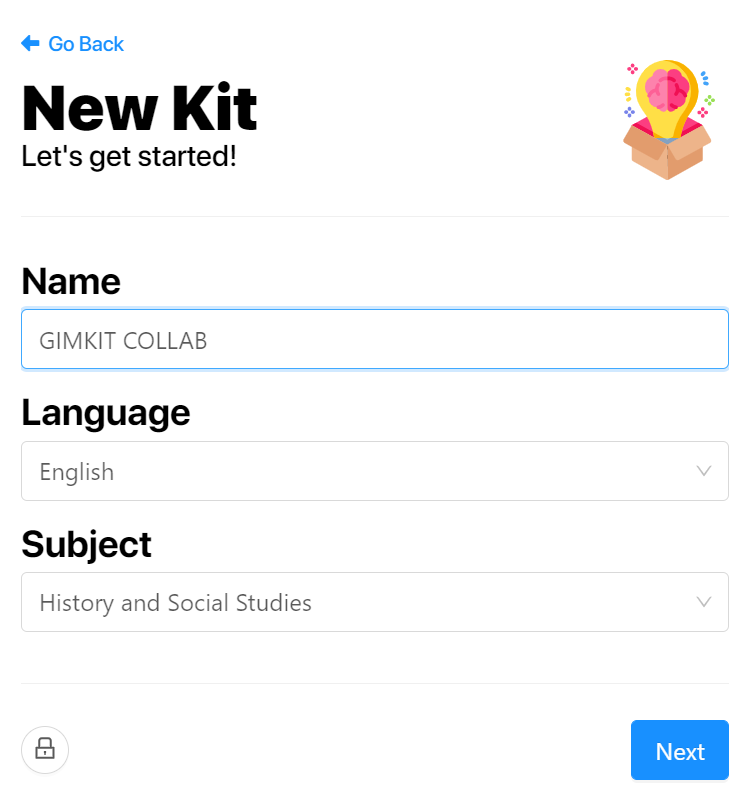 Go Back
New Kit
Let's get started!
Name
GIMKIT COLLAB
Language
English
Subject
History and Social Studies
Next